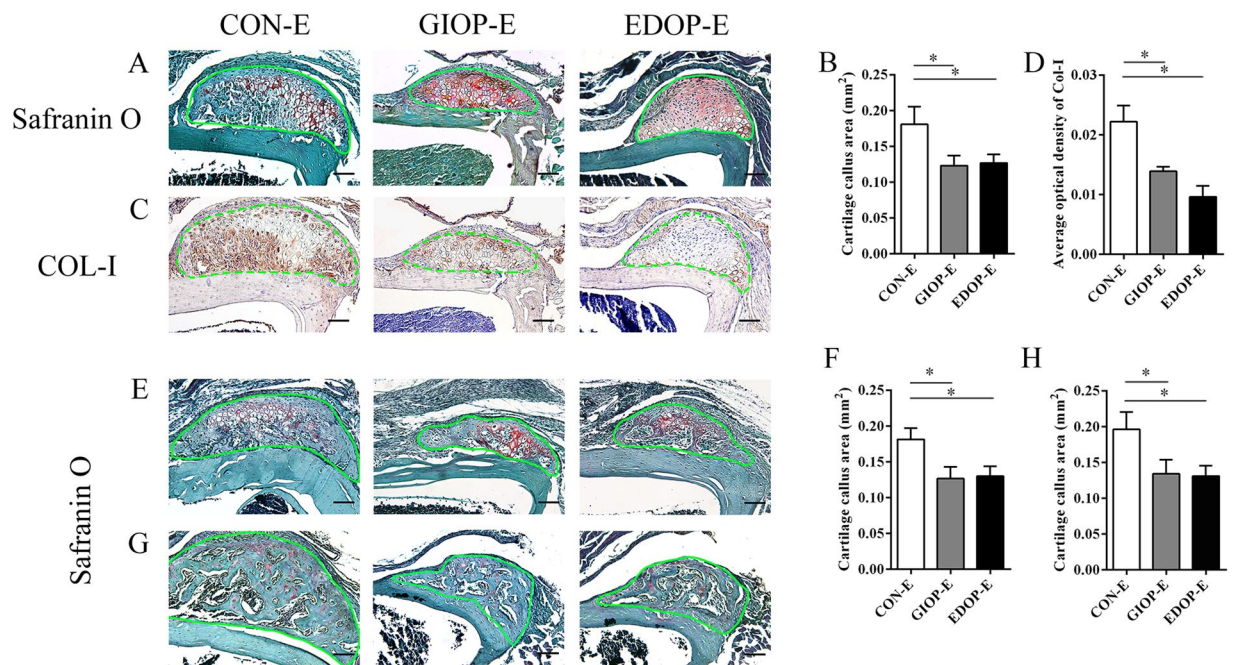 CON-E GIOP-E EDOP-E
A
Safranin O
C
COL-I
E
Safranin O
G
B
Cartilage callus area (mm²)
0.25
0.20
0.15
0.10
0.05
0.00
*
*
CON-E
GIOP-E
EDOP-E
D
Average optical density of Col-I
0.03
0.02
0.01
0.00
*
*
CON-E
GIOP-E
EDOP-E
F
Cartilage callus area (mm²)
0.25
0.20
0.15
0.10
0.05
0.00
*
*
CON-E
GIOP-E
EDOP-E
H
Cartilage callus area (mm²)
0.25
0.20
0.15
0.10
0.05
0.00
*
*
CON-E
GIOP-E
EDOP-E